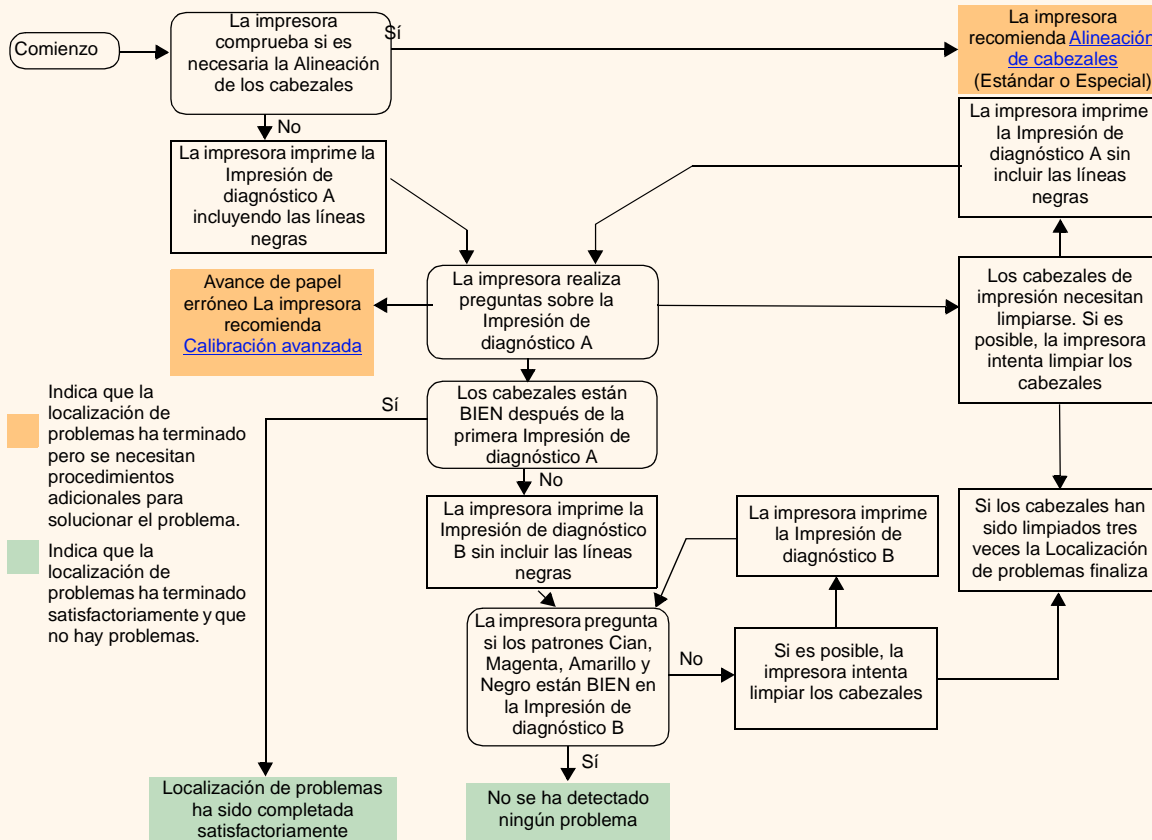 Comienzo
La impresora
comprueba si es
necesaria la Alineación
de los cabezales
Sí
La impresora
recomienda Alineación
de cabezales
(Estándar o Especial)
No
La impresora imprime la
Impresión de
diagnóstico A
incluyendo las líneas
negras
La impresora imprime
la Impresión de
diagnóstico A sin
incluir las líneas
negras
Avance de papel
erróneo La impresora
recomienda
Calibración avanzada
La impresora realiza
preguntas sobre la
Impresión de
diagnóstico A
Los cabezales de
impresión necesitan
limpiarse. Si es
posible, la impresora
intenta limpiar los
cabezales
Indica que la
localización de
problemas ha terminado
pero se necesitan
procedimientos
adicionales para
solucionar el problema.
Indica que la
localización de
problemas ha terminado
satisfactoriamente y que
no hay problemas.
Sí
Los cabezales están
BIEN después de la
primera Impresión de
diagnóstico A
No
La impresora imprime la
Impresión de diagnóstico
B sin incluir las líneas
negras
La impresora imprime
la Impresión de
diagnóstico B
Si los cabezales han
sido limpiados tres
veces la Localización
de problemas finaliza
La impresora pregunta
si los patrones Cian,
Magenta, Amarillo y
Negro están BIEN en
la Impresión de
diagnóstico B
No
Si es posible, la
impresora intenta
limpiar los cabezales
Sí
Localización de problemas
ha sido completada
satisfactoriamente
No se ha detectado
ningún problema